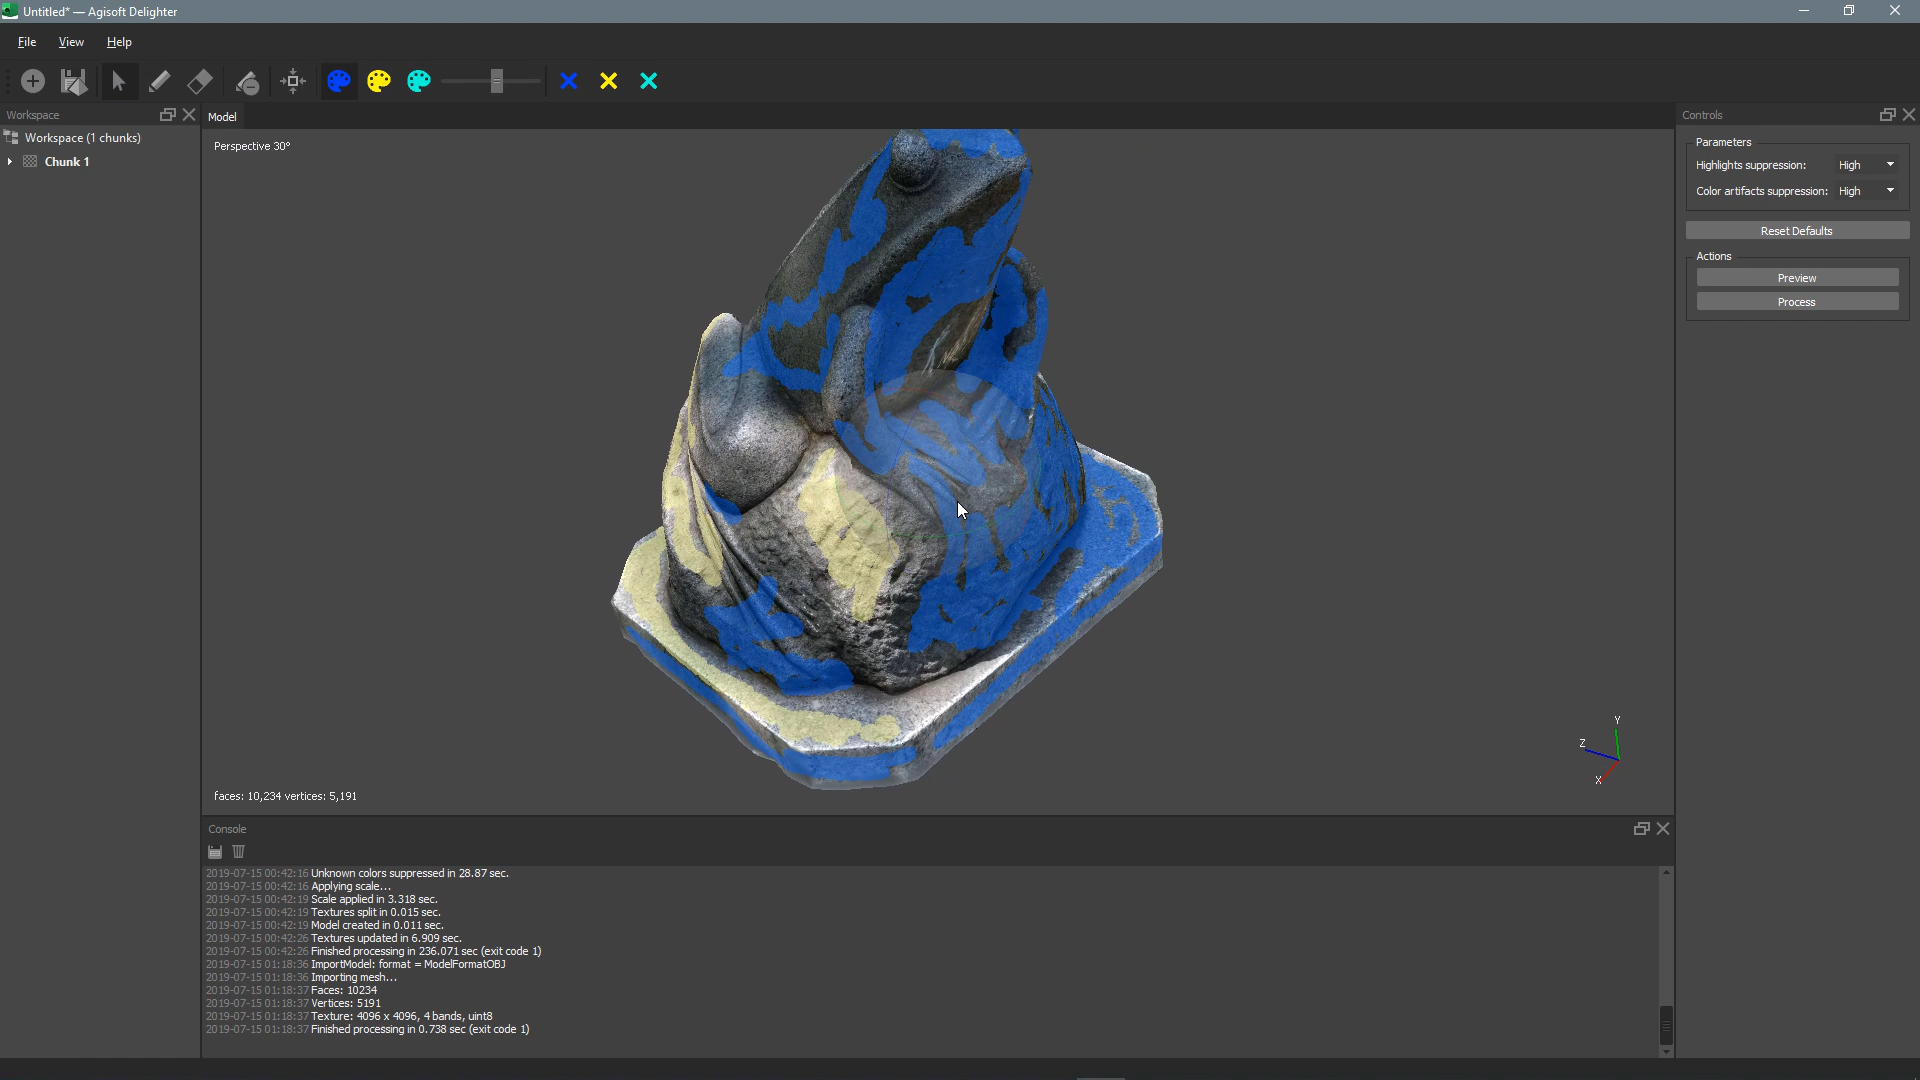 Untitled* — Agisoft Delighter
File View Help
Workspace
Workspace (1 chunks)
Chunk 1
Model
Perspective 30°
faces: 10,234 vertices: 5,191
Y
Z
X
Controls
Parameters
Highlights suppression: High
Color artifacts suppression: High
Reset Defaults
Actions
Preview
Process
Console
2019-07-15 00:42:16 Unknown colors suppressed in 28.87 sec.
2019-07-15 00:42:16 Applying scale...
2019-07-15 00:42:19 Scale applied in 3.318 sec.
2019-07-15 00:42:19 Textures split in 0.015 sec.
2019-07-15 00:42:19 Model created in 0.011 sec.
2019-07-15 00:42:26 Textures updated in 6.909 sec.
2019-07-15 00:42:26 Finished processing in 236.071 sec (exit code 1)
2019-07-15 01:18:36 ImportModel: format = ModelFormatOBJ
2019-07-15 01:18:36 Importing mesh...
2019-07-15 01:18:37 Faces: 10234
2019-07-15 01:18:37 Vertices: 5191
2019-07-15 01:18:37 Texture: 4096 x 4096, 4 bands, uint8
2019-07-15 01:18:37 Finished processing in 0.738 sec (exit code 1)